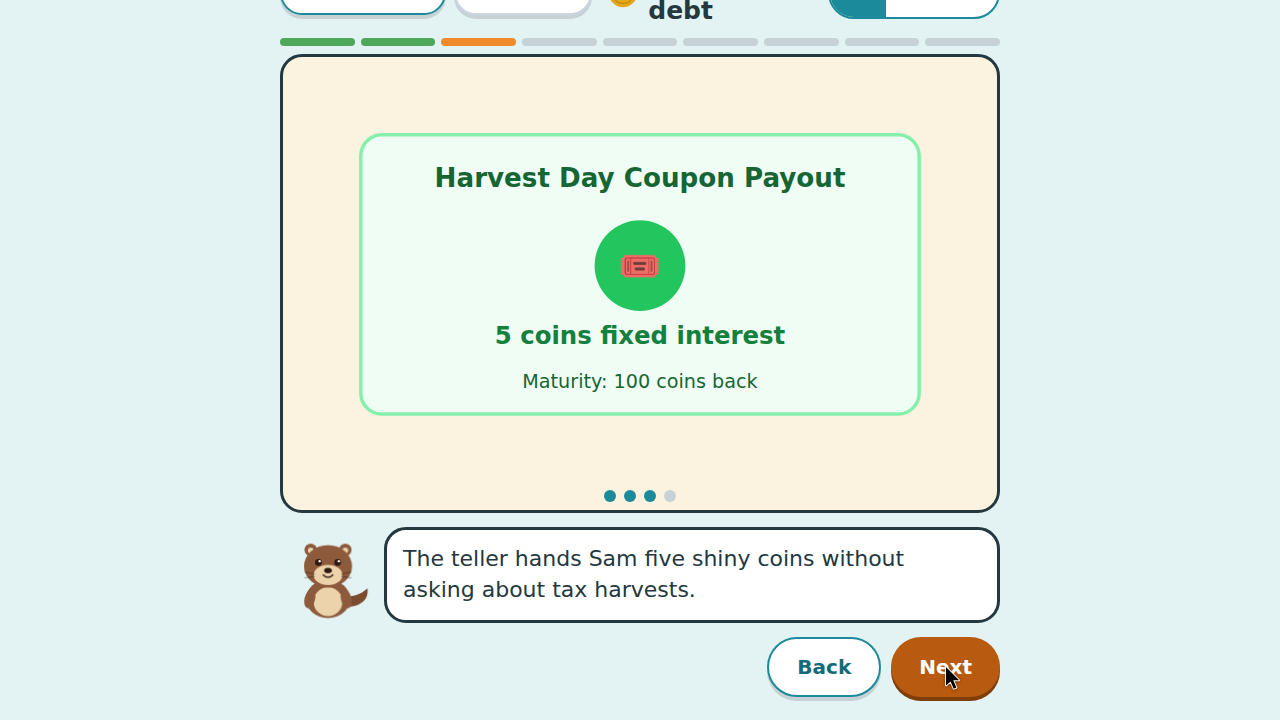 debt
Harvest Day Coupon Payout
5 coins fixed interest
Maturity: 100 coins back
The teller hands Sam five shiny coins without
asking about tax harvests.
Back
Next